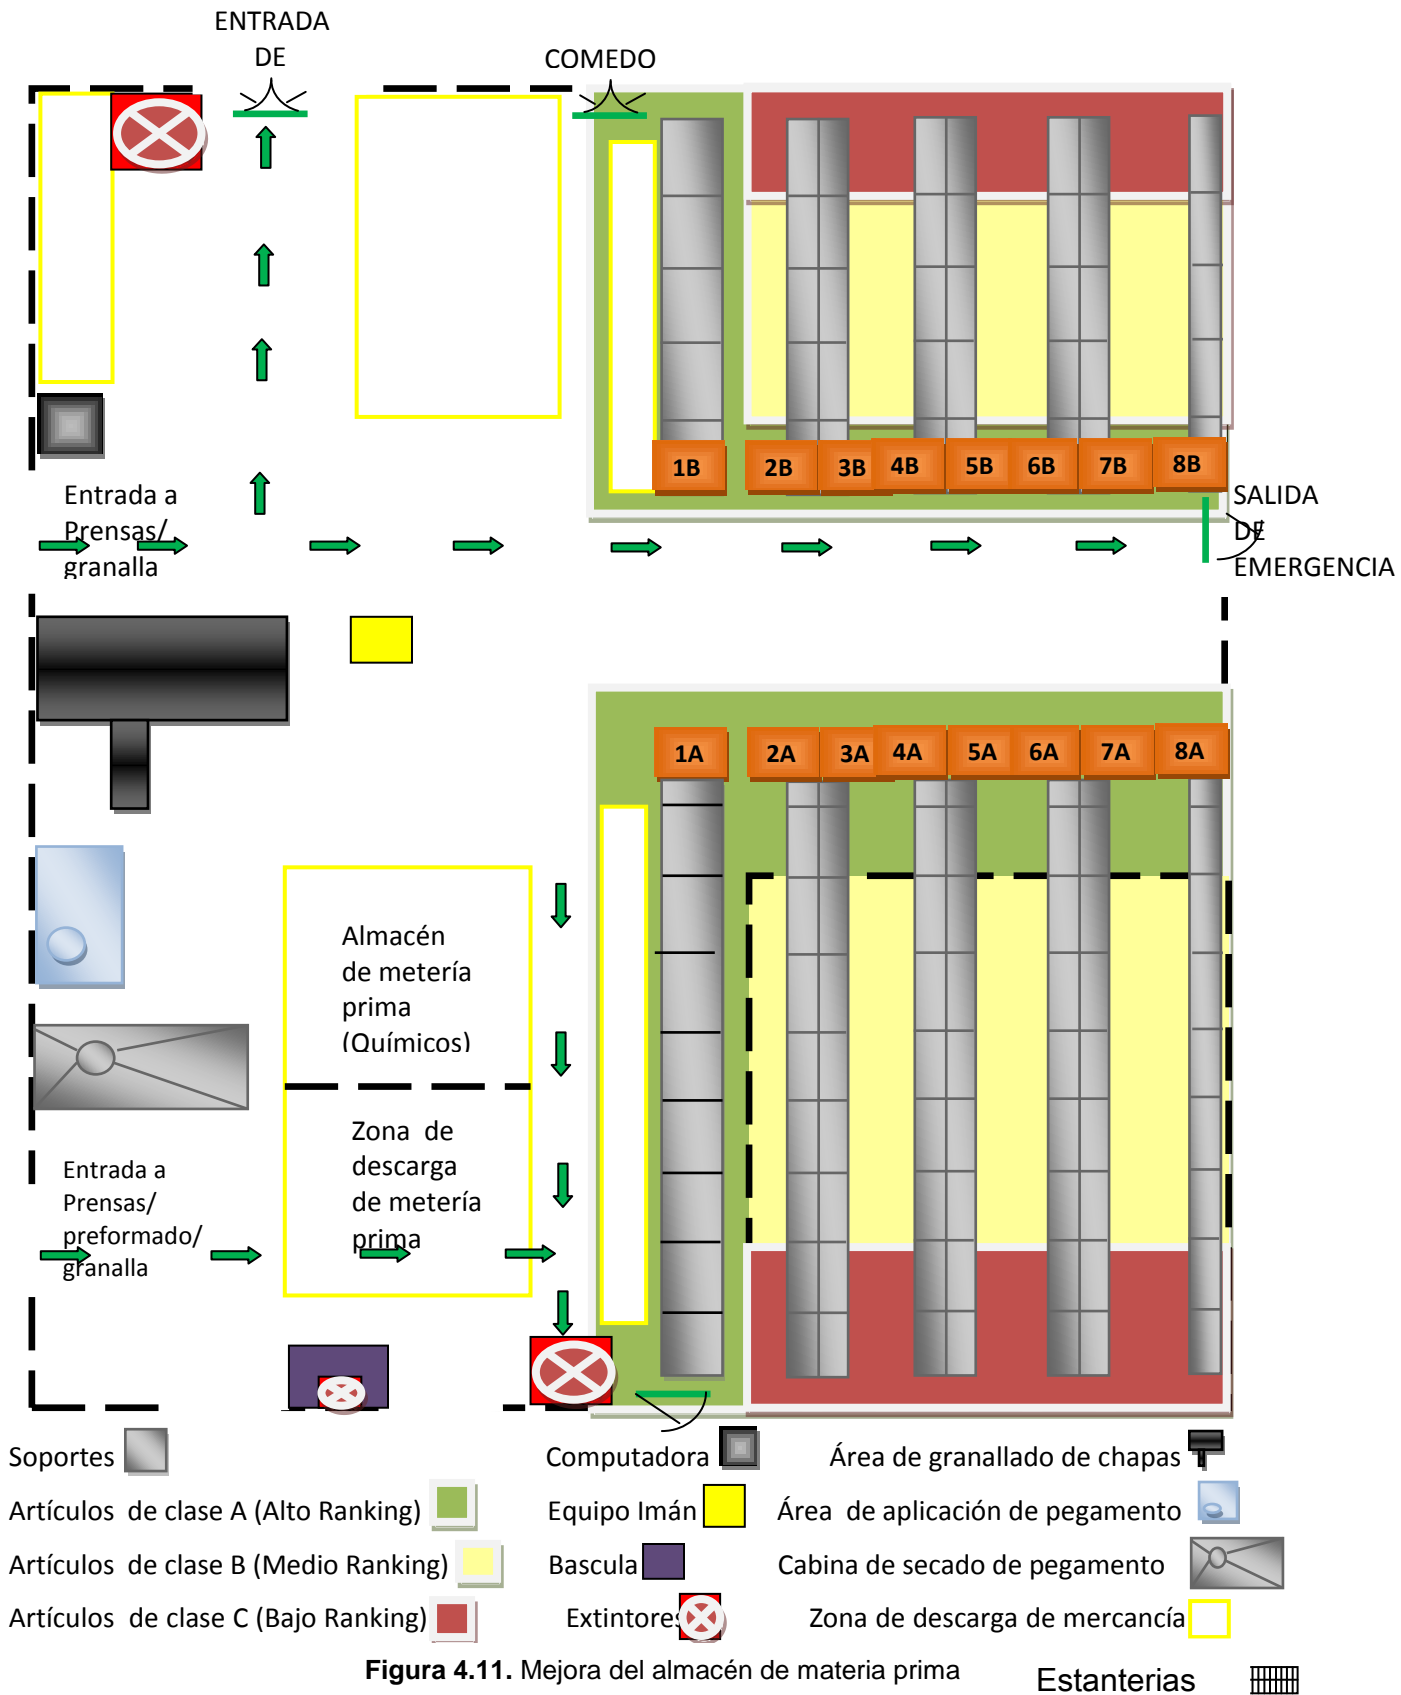 ENTRADA
DE
COMEDO
1B
2B
3B
4B
5B
6B
7B
8B
Entrada a
Prensas/
granalla
SALIDA
DE
EMERGENCIA
1A
2A
3A
4A
5A
6A
7A
8A
Almacén
de metería
prima
(Químicos)
Zona de
descarga
de metería
prima
Entrada a
Prensas/
preformado/
granalla
Soportes
Computadora
Área de granallado de chapas
Artículos de clase A (Alto Ranking)
Equipo Imán
Área de aplicación de pegamento
Artículos de clase B (Medio Ranking)
Bascula
Cabina de secado de pegamento
Artículos de clase C (Bajo Ranking)
Extintores
Zona de descarga de mercancía
Figura 4.11. Mejora del almacén de materia prima
Estanterias